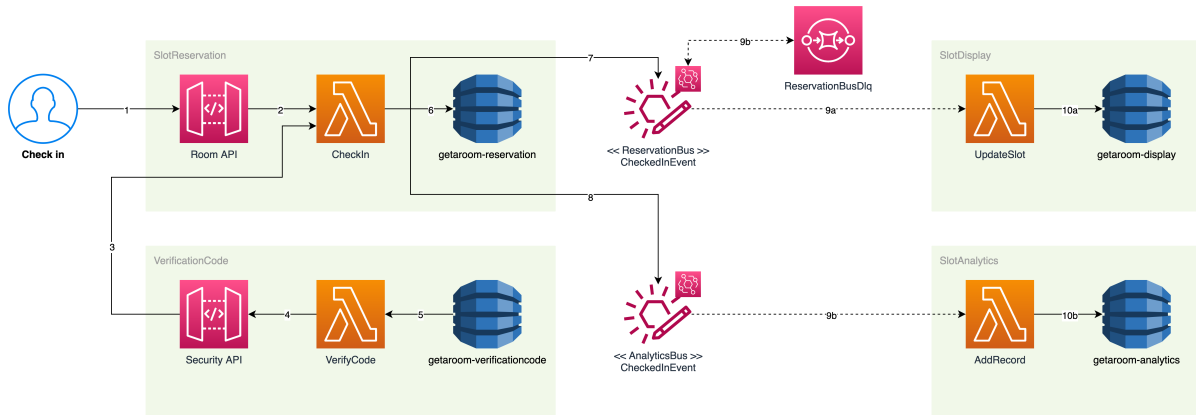 SlotReservation
Check in
1
Room API
2
CheckIn
6
getaroom-reservation
7
9b
ReservationBusDlq
<< ReservationBus >>
CheckedInEvent
9a
SlotDisplay
UpdateSlot
10a
getaroom-display
3
8
VerificationCode
Security API
4
VerifyCode
5
getaroom-verificationcode
<< AnalyticsBus >>
CheckedInEvent
9b
SlotAnalytics
AddRecord
10b
getaroom-analytics